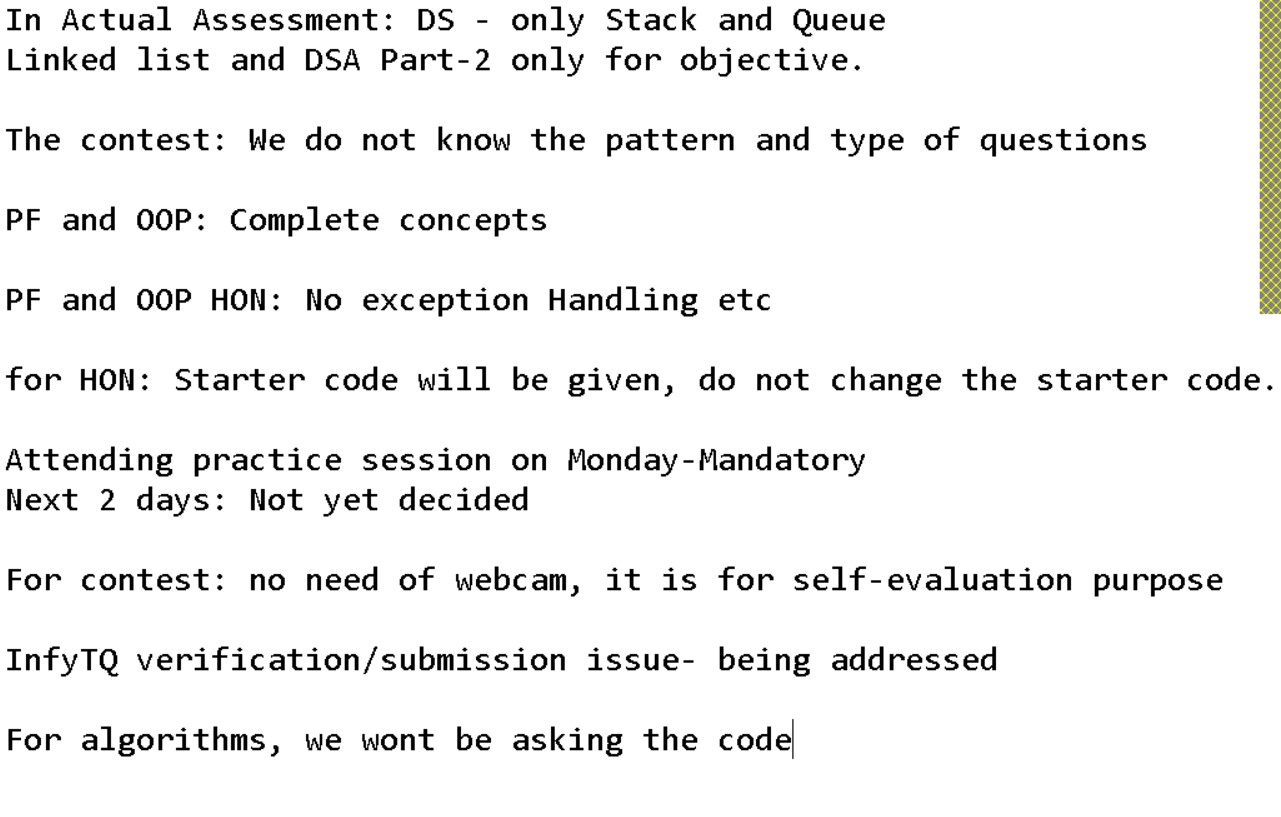 In Actual Assessment: DS - only Stack and Queue
Linked list and DSA Part-2 only for objective.
The contest: We do not know the pattern and type of questions
PF and OOP: Complete concepts
PF and OOP HON: No exception Handling etc
for HON: Starter code will be given, do not change the starter code.
Attending practice session on Monday-Mandatory
Next 2 days: Not yet decided
For contest: no need of webcam, it is for self-evaluation purpose
InfyTQ verification/submission issue- being addressed
For algorithms, we wont be asking the code